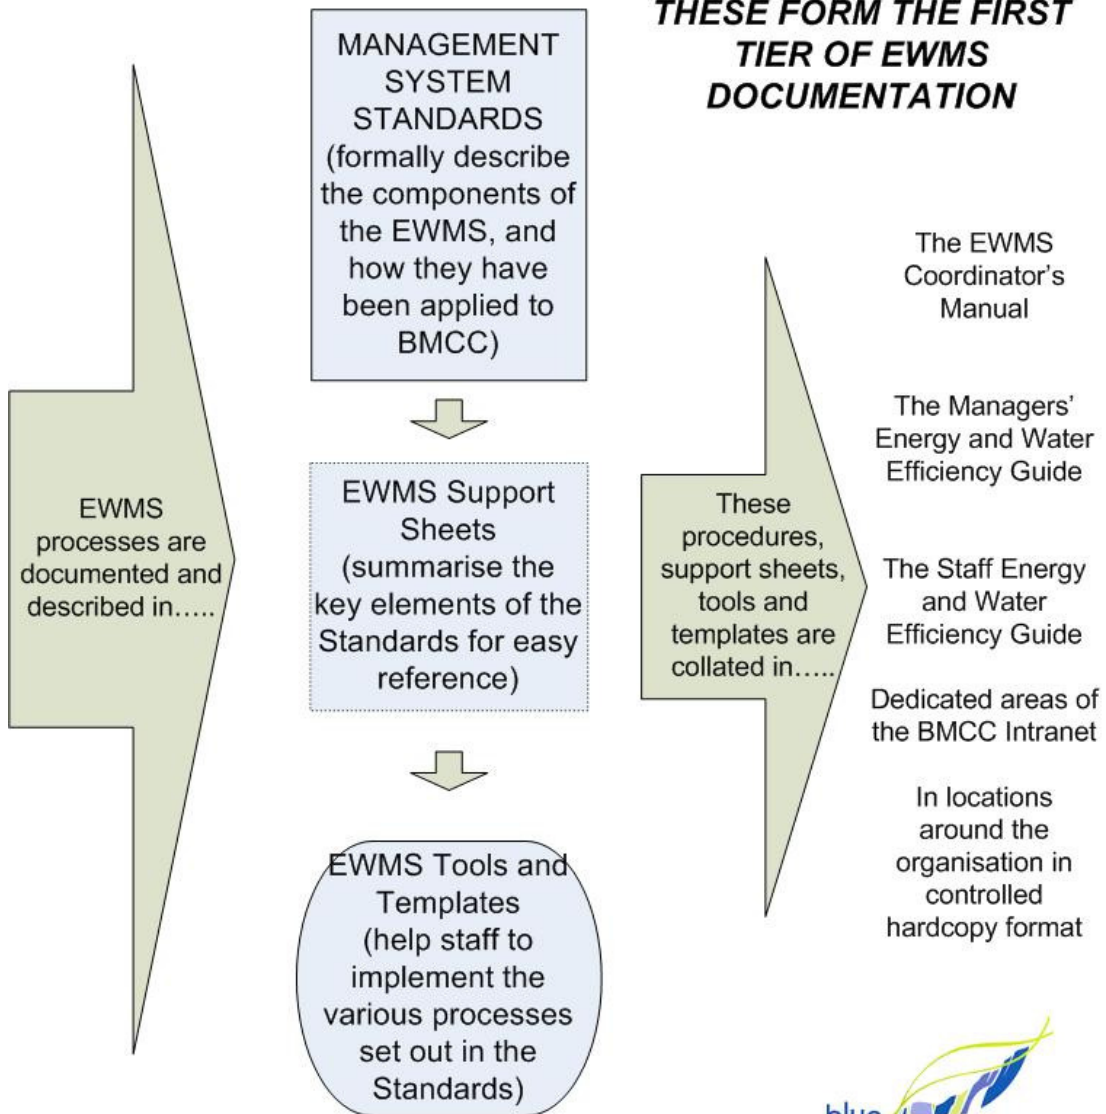 THESE FORM THE FIRST
TIER OF EWMS
DOCUMENTATION
EWMS
processes are
documented and
described in.....
MANAGEMENT
SYSTEM
STANDARDS
(formally describe
the components of
the EWMS, and
how they have
been applied to
BMCC)
EWMS Support
Sheets
(summarise the
key elements of the
Standards for easy
reference)
EWMS Tools and
Templates
(help staff to
implement the
various processes
set out in the
Standards)
These
procedures,
support sheets,
tools and
templates are
collated in.....
The EWMS
Coordinator's
Manual
The Managers'
Energy and Water
Efficiency Guide
The Staff Energy
and Water
Efficiency Guide
Dedicated areas of
the BMCC Intranet
In locations
around the
organisation in
controlled
hardcopy format
blue